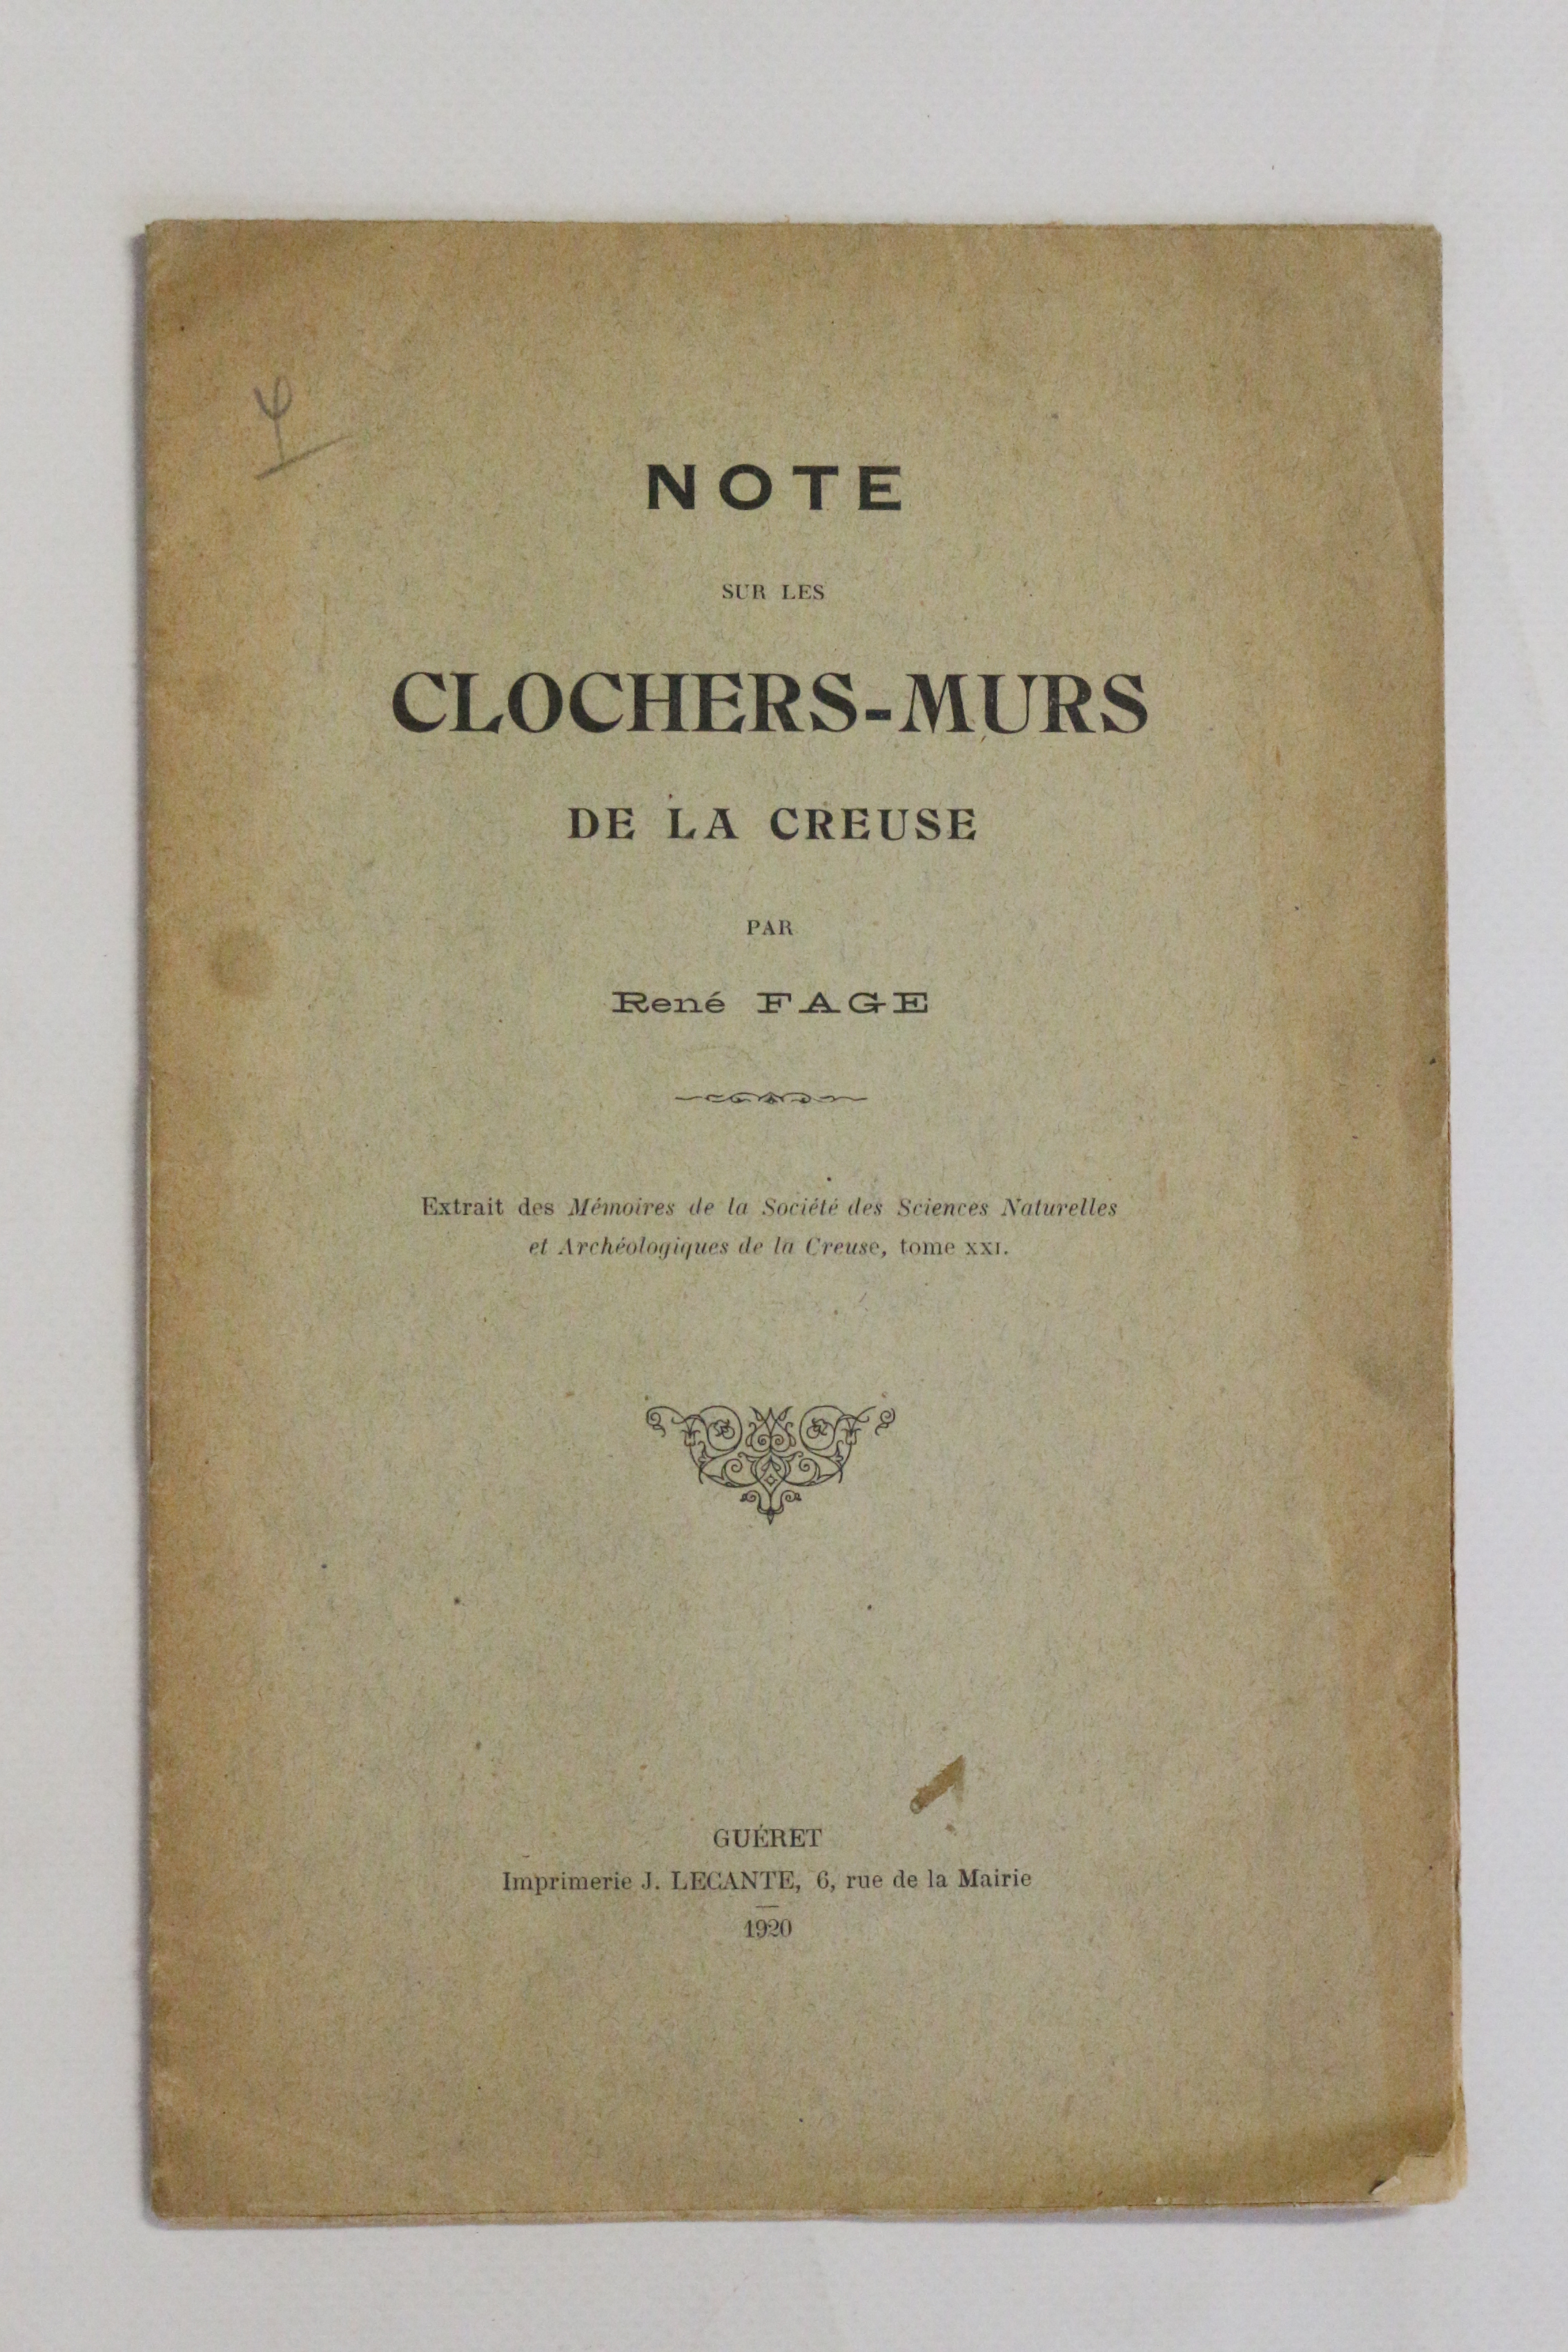 NOTE
SUR LES
CLOCHERS-MURS
DE LA CREUSE
PAR
René FAGE
Extrait des Mémoires de la Société des Sciences Naturelles
et Archéologiques de la Creuse, tome XXI.
GUÉRET
Imprimerie J. LECANTE, 6, rue de la Mairie
1920